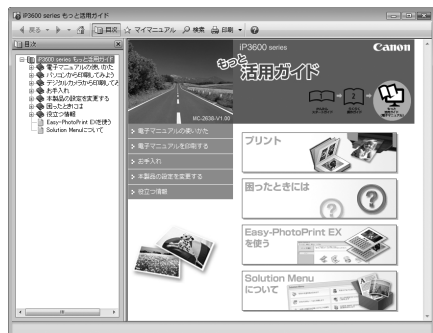 iP3600 series もっと活用ガイド
戻る
目次
マイマニュアル
検索
印刷
目次
iP3600 series もっと活用ガイド
電子マニュアルの使いかた
パソコンから印刷してみよう
デジタルカメラから印刷してみ
お手入れ
本製品の設定を変更する
困ったときには
役立つ情報
Easy-PhotoPrint EXを使う
Solution Menuについて
MC-2638-V1.00
電子マニュアルの使いかた
電子マニュアルを印刷する
お手入れ
本製品の設定を変更する
役立つ情報
iP3600 series
Canon
もっと
活用ガイド
プリント
困ったときには
Easy-PhotoPrint EX
を使う
Solution Menu
について